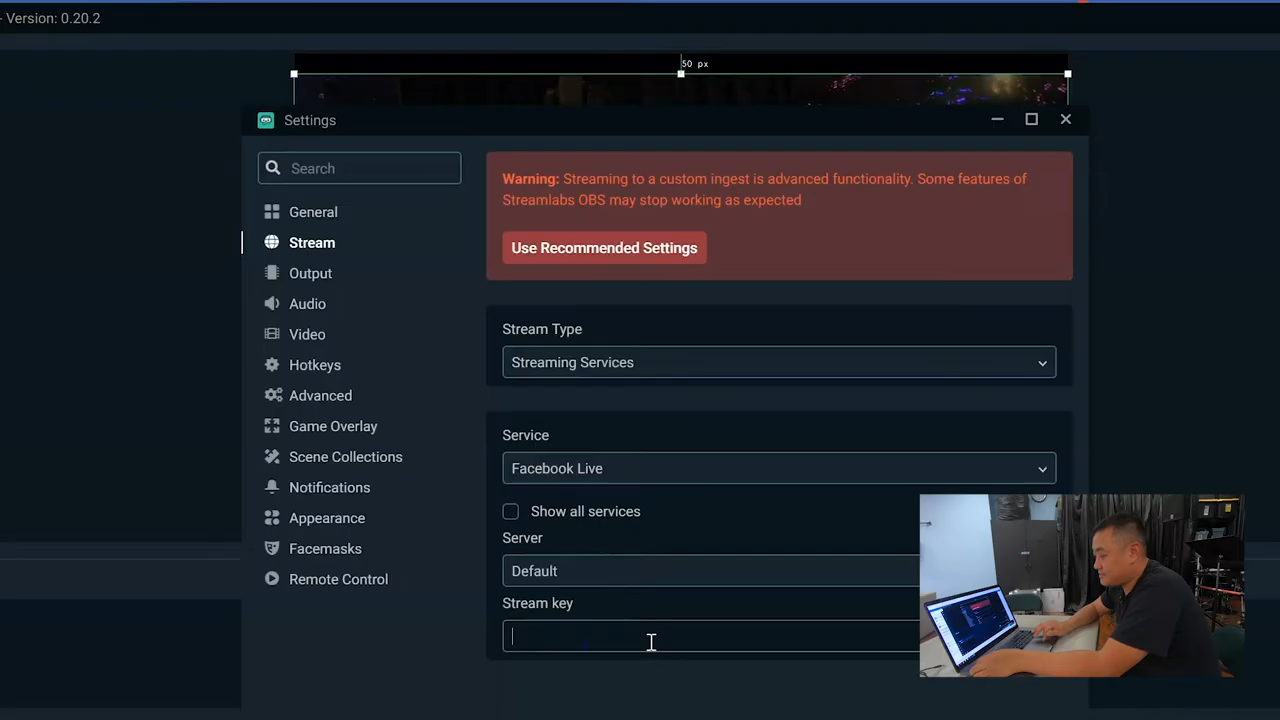 - Version: 0.20.2
50 px
Settings
Search
General
Stream
Output
Audio
Video
Hotkeys
Advanced
Game Overlay
Scene Collections
Notifications
Appearance
Facemasks
Remote Control
Warning: Streaming to a custom ingest is advanced functionality. Some features of
Streamlabs OBS may stop working as expected
Use Recommended Settings
Stream Type
Streaming Services
Service
Facebook Live
Show all services
Server
Default
Stream key